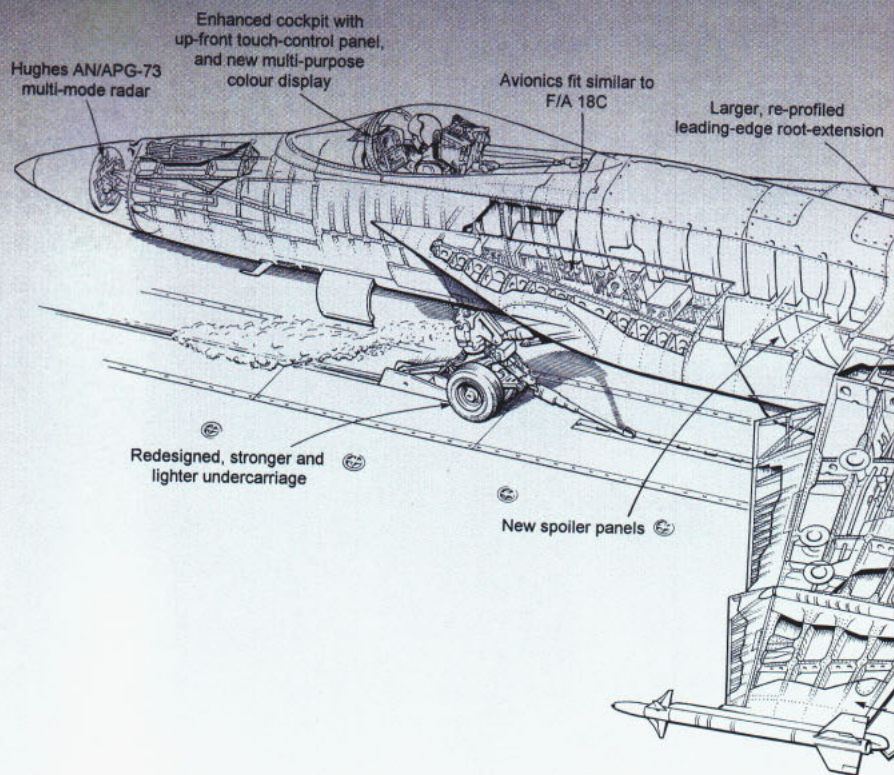 Enhanced cockpit with
up-front touch-control panel,
and new multi-purpose
colour display
Hughes AN/APG-73
multi-mode radar
Avionics fit similar to
F/A 18C
Larger, re-profiled
leading-edge root-extension
Redesigned, stronger and
lighter undercarriage
New spoiler panels